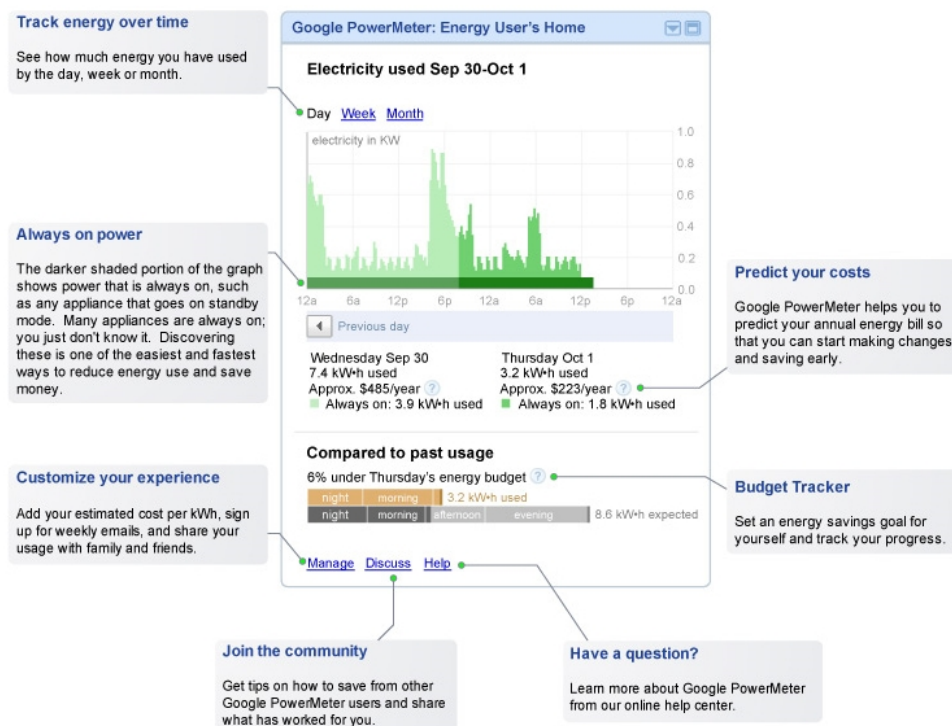 Track energy over time
See how much energy you have used
by the day, week or month.
Google PowerMeter: Energy User's Home
Electricity used Sep 30-Oct 1
Day Week Month
electricity in KW
1.0
0.8
0.6
0.4
0.2
0.0
12a 6a 12p 6p 12a 6a 12p 6p 12a
Always on power
The darker shaded portion of the graph
shows power that is always on, such
as any appliance that goes on standby
mode. Many appliances are always on;
you just don't know it. Discovering
these is one of the easiest and fastest
ways to reduce energy use and save
money.
Previous day
Wednesday Sep 30
7.4 kW•h used
Approx. $485/year ?
Always on: 3.9 kW•h used
Thursday Oct 1
3.2 kW•h used
Approx. $223/year ?
Always on: 1.8 kW•h used
Predict your costs
Google PowerMeter helps you to
predict your annual energy bill so
that you can start making changes
and saving early.
Compared to past usage
6% under Thursday's energy budget ?
night morning 3.2 kW•h used
night morning afternoon evening 8.6 kW•h expected
Customize your experience
Add your estimated cost per kWh, sign
up for weekly emails, and share your
usage with family and friends.
Budget Tracker
Set an energy savings goal for
yourself and track your progress.
Manage Discuss Help
Join the community
Get tips on how to save from other
Google PowerMeter users and share
what has worked for you.
Have a question?
Learn more about Google PowerMeter
from our online help center.